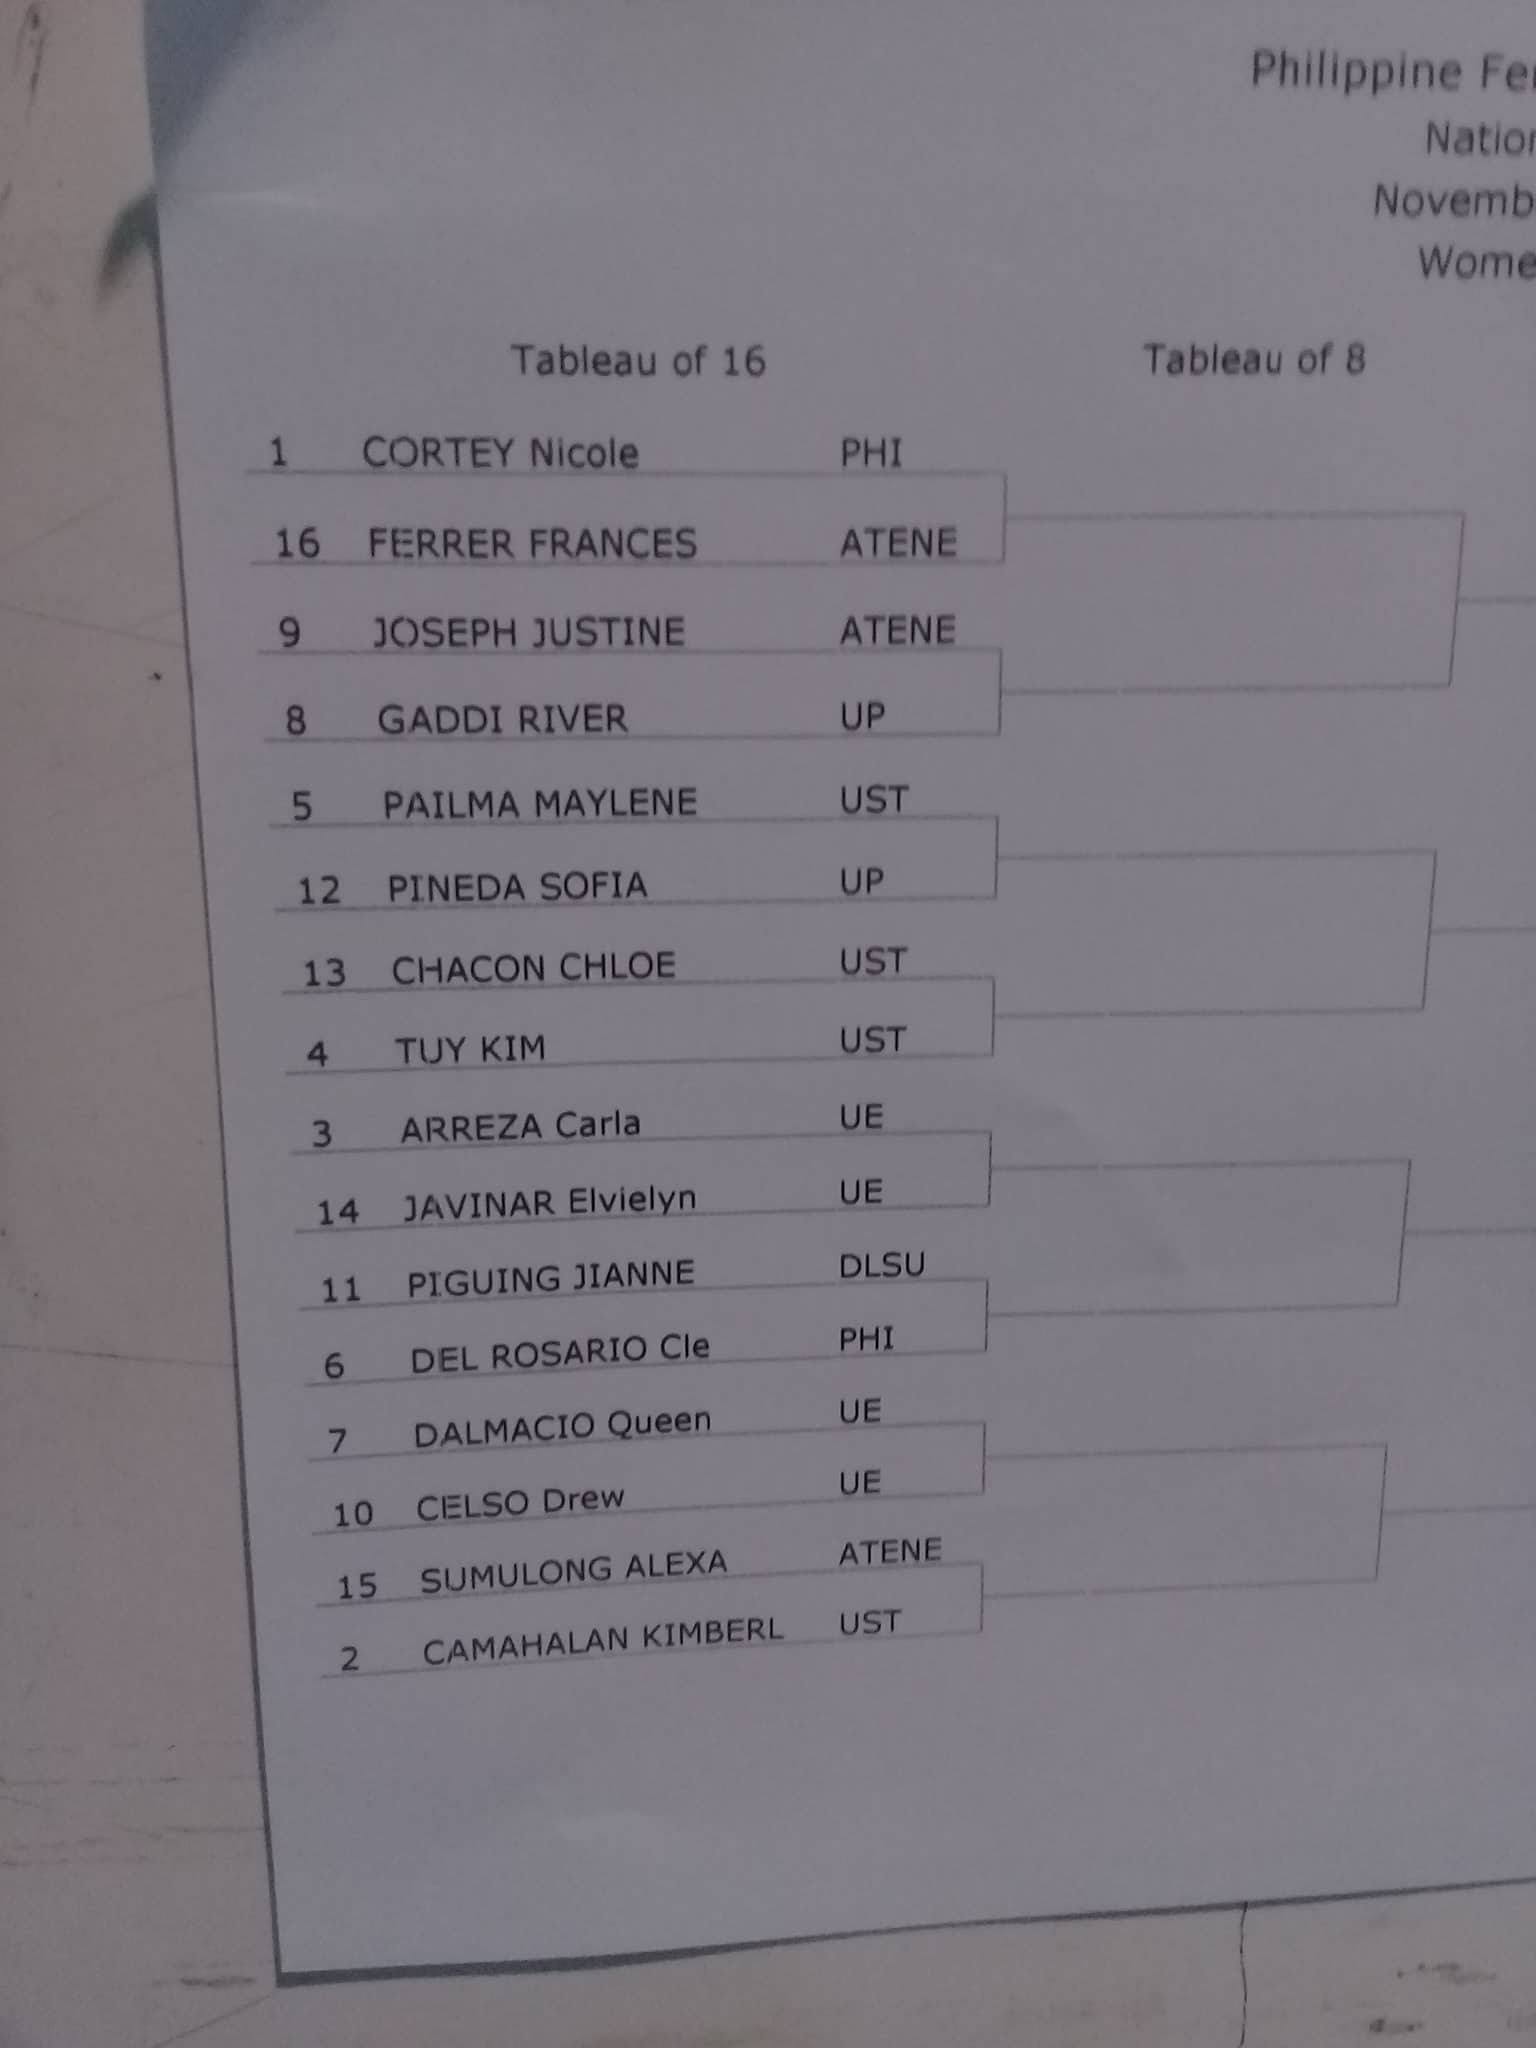 Philippine Fe
Nation
Novemb
Wome
Tableau of 16 Tableau of 8
1 CORTEY Nicole PHI
16 FERRER FRANCES ATENE
9 JOSEPH JUSTINE ATENE
8 GADDI RIVER UP
5 PAILMA MAYLENE UST
12 PINEDA SOFIA UP
13 CHACON CHLOE UST
4 TUY KIM UST
3 ARREZA Carla UE
14 JAVINAR Elvielyn UE
11 PIGUING JIANNE DLSU
6 DEL ROSARIO Cle PHI
7 DALMACIO Queen UE
10 CELSO Drew UE
15 SUMULONG ALEXA ATENE
2 CAMAHALAN KIMBERL UST